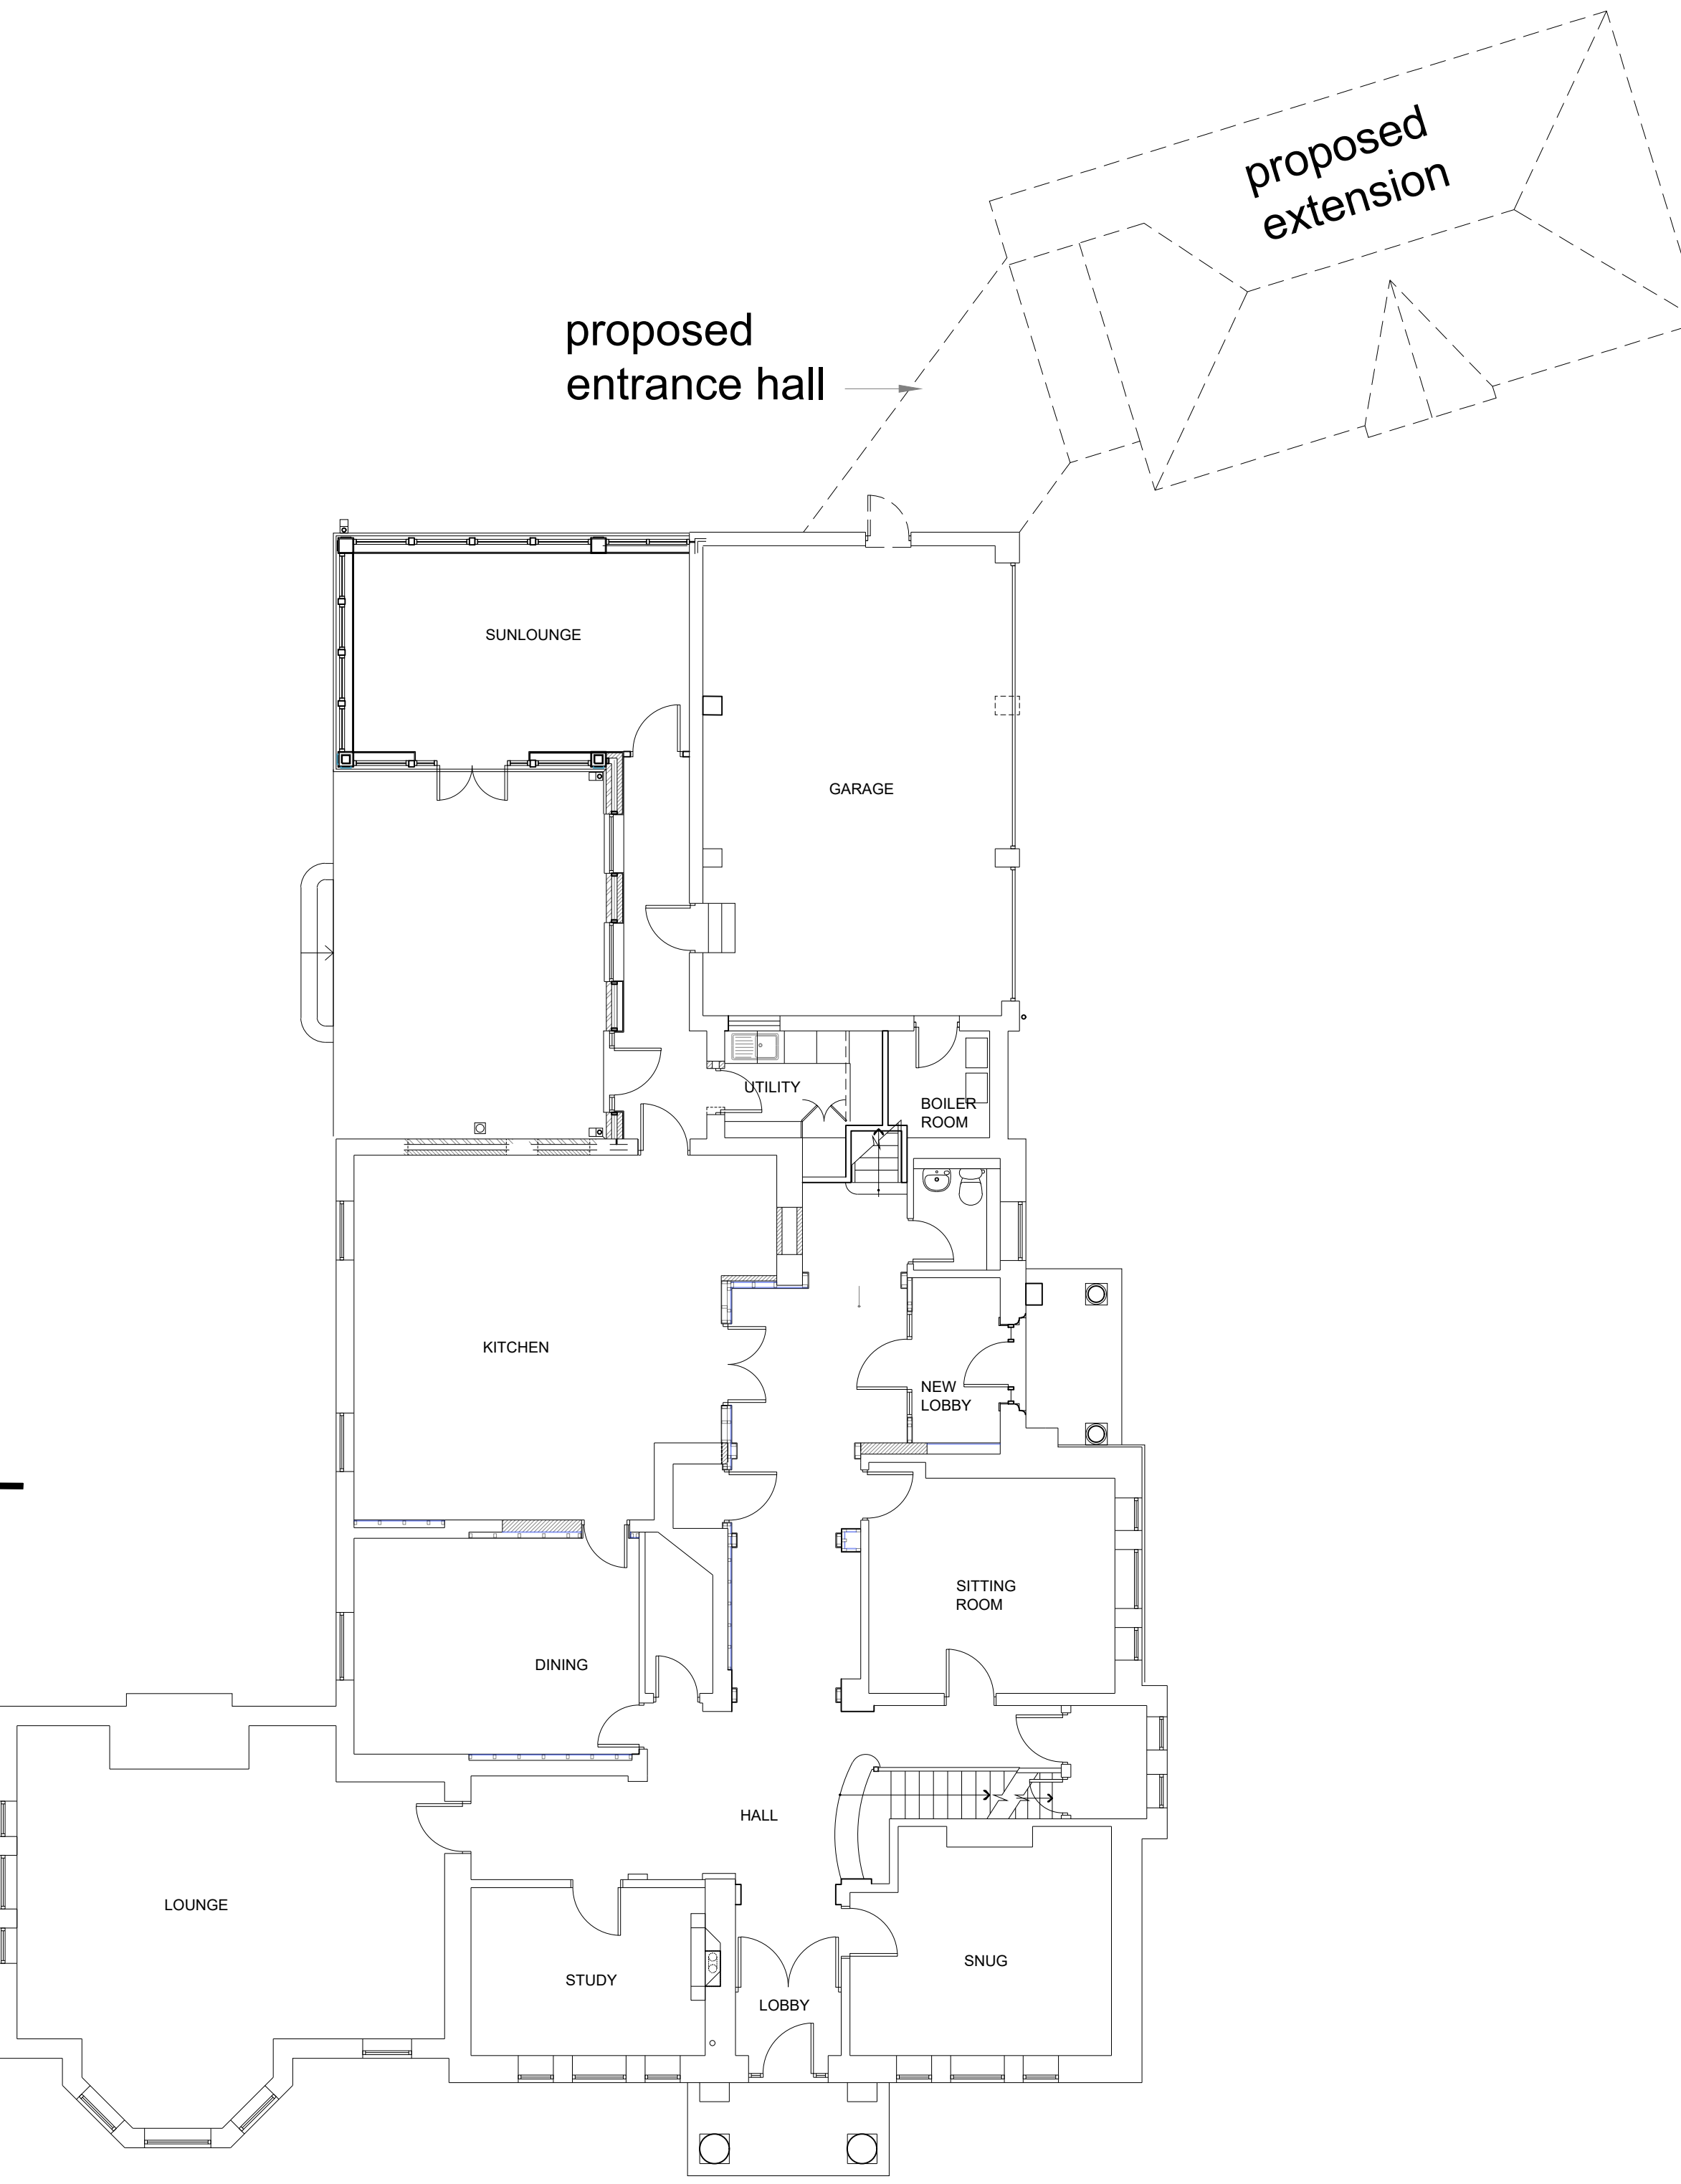 proposed
extension
proposed
entrance hall
SUNLOUNGE
GARAGE
UTILITY
BOILER
ROOM
KITCHEN
NEW
LOBBY
SITTING
ROOM
DINING
HALL
LOUNGE
SNUG
STUDY
LOBBY